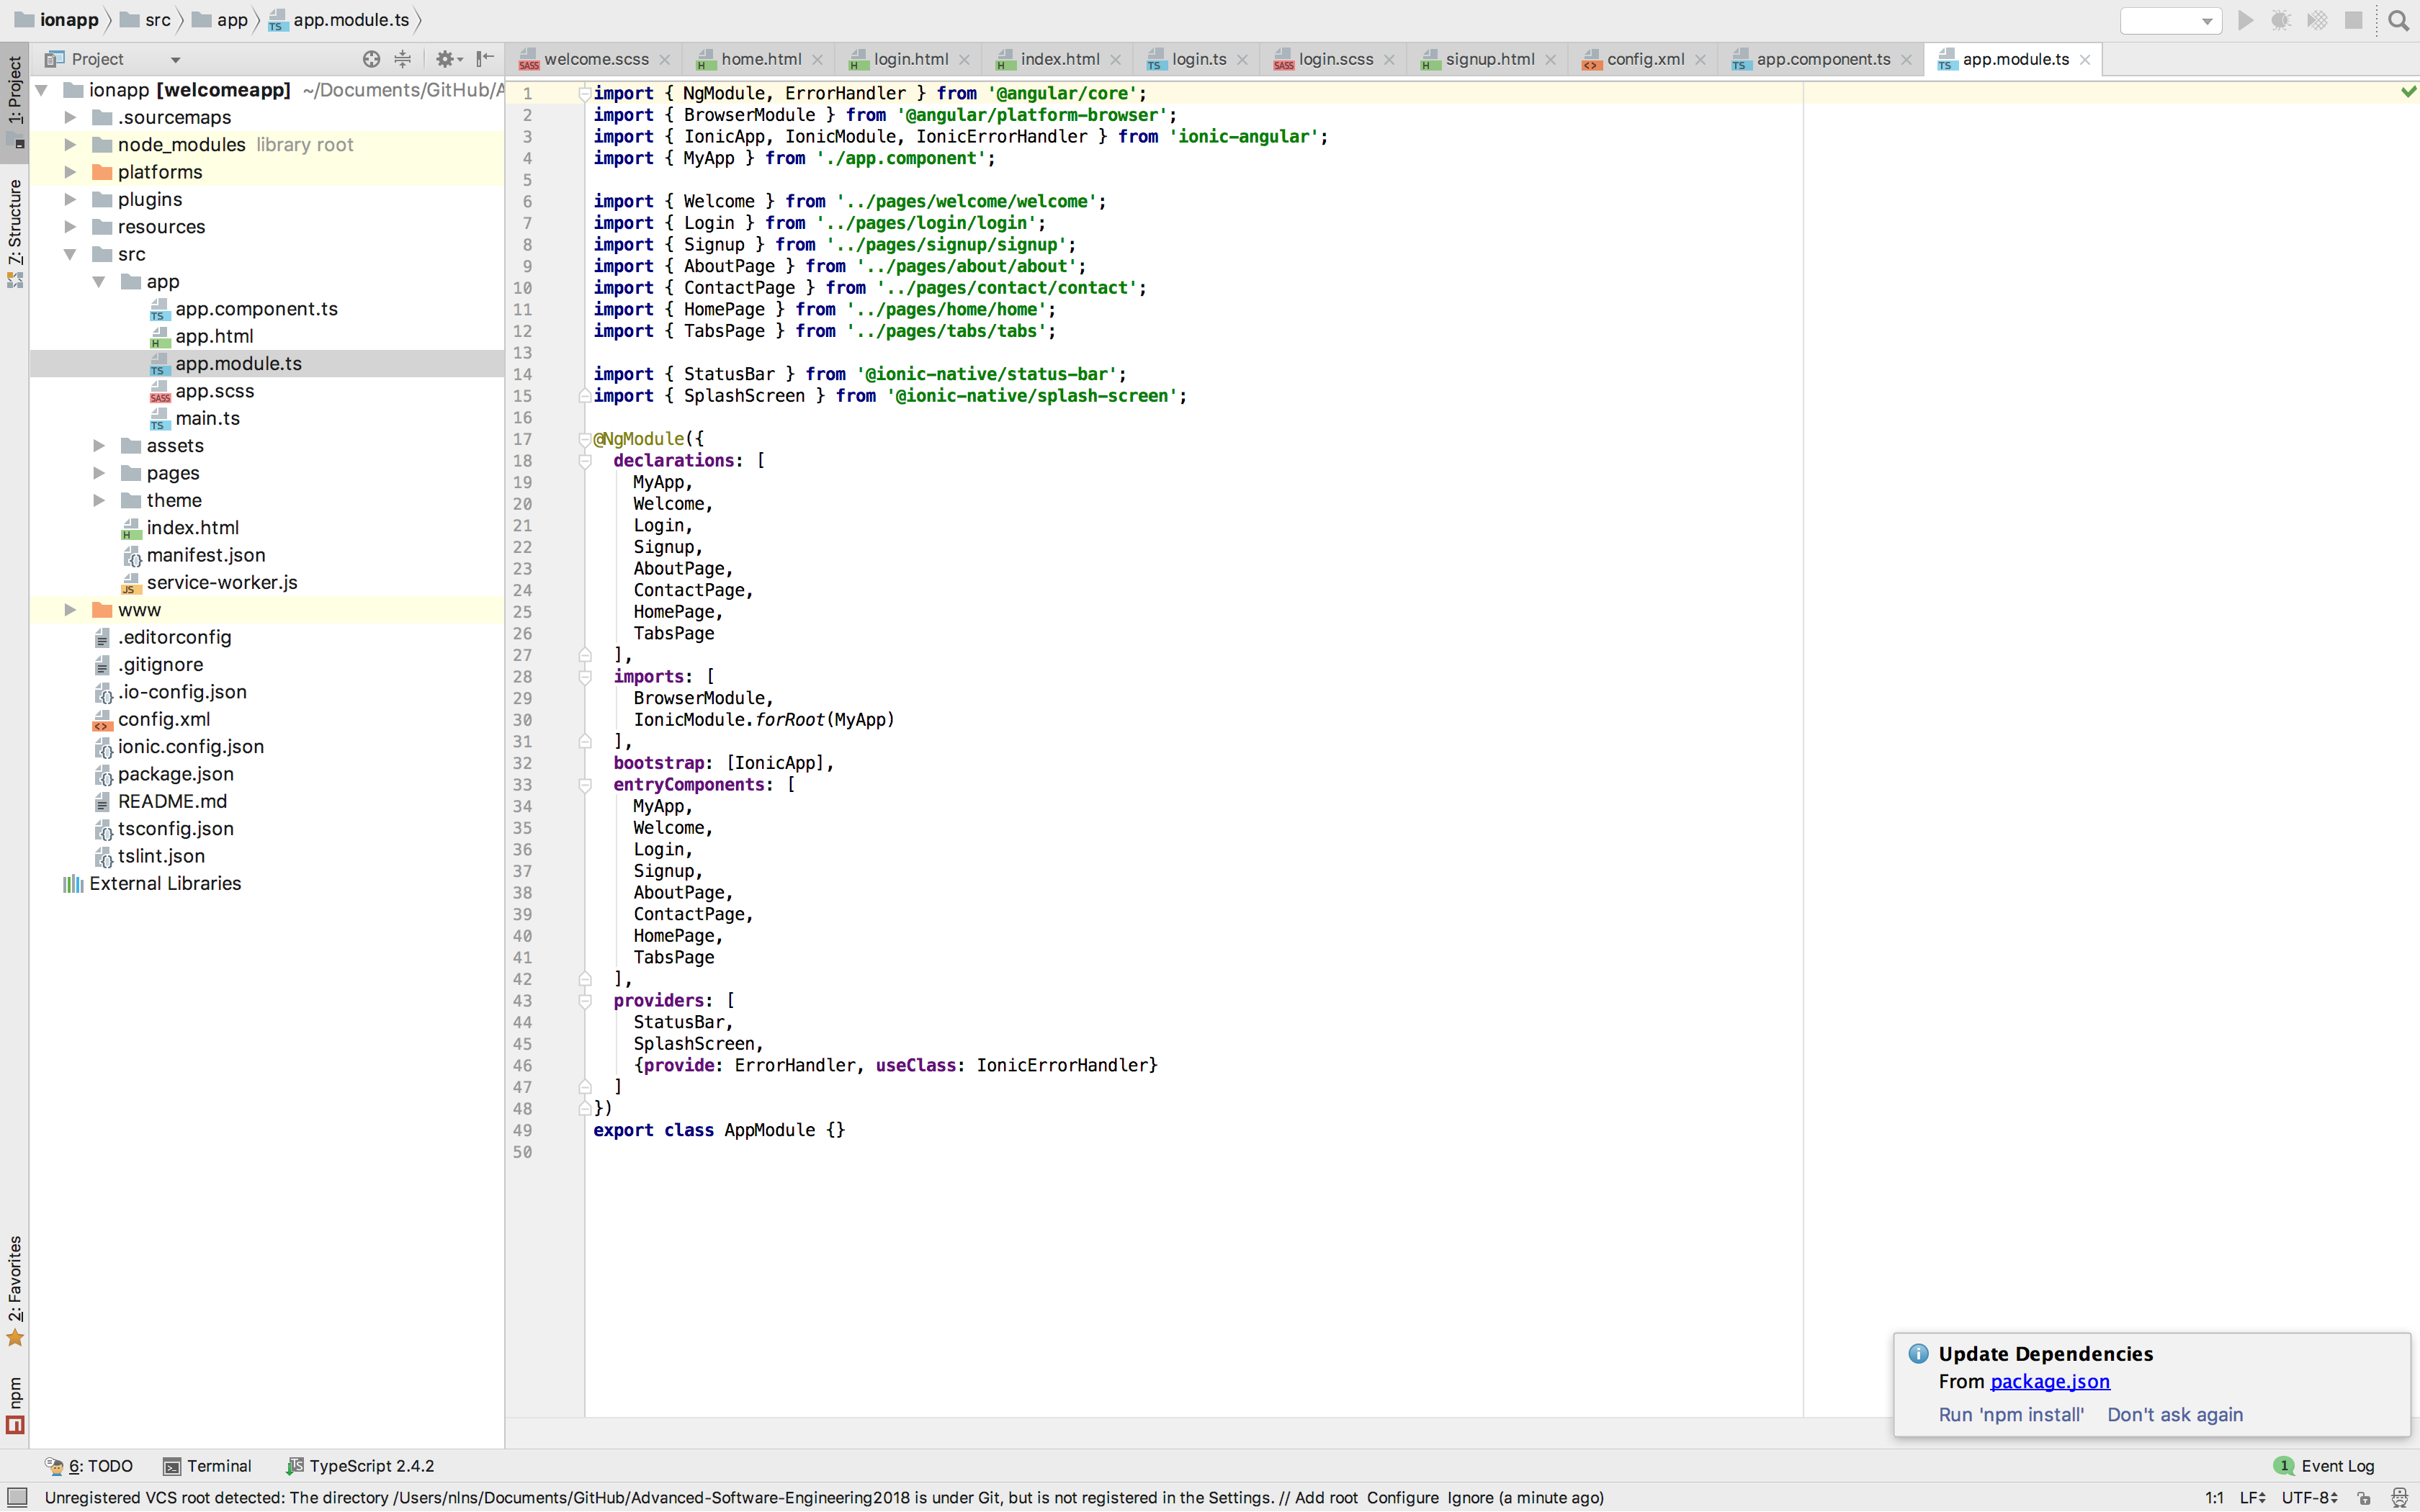 ionapp src app app.module.ts
1: Project
7: Structure
2: Favorites
npm
Project
ionapp [welcomeapp] ~/Documents/GitHub/A
.sourcemaps
node_modules library root
platforms
plugins
resources
src
app
app.component.ts
app.html
app.module.ts
app.scss
main.ts
assets
pages
theme
index.html
manifest.json
service-worker.js
www
.editorconfig
.gitignore
.io-config.json
config.xml
ionic.config.json
package.json
README.md
tsconfig.json
tslint.json
External Libraries
welcome.scss home.html login.html index.html login.ts login.scss signup.html config.xml app.component.ts app.module.ts
1 import { NgModule, ErrorHandler } from '@angular/core';
2 import { BrowserModule } from '@angular/platform-browser';
3 import { IonicApp, IonicModule, IonicErrorHandler } from 'ionic-angular';
4 import { MyApp } from './app.component';
5
6 import { Welcome } from '../pages/welcome/welcome';
7 import { Login } from '../pages/login/login';
8 import { Signup } from '../pages/signup/signup';
9 import { AboutPage } from '../pages/about/about';
10 import { ContactPage } from '../pages/contact/contact';
11 import { HomePage } from '../pages/home/home';
12 import { TabsPage } from '../pages/tabs/tabs';
13
14 import { StatusBar } from '@ionic-native/status-bar';
15 import { SplashScreen } from '@ionic-native/splash-screen';
16
17 @NgModule({
18 declarations: [
19 MyApp,
20 Welcome,
21 Login,
22 Signup,
23 AboutPage,
24 ContactPage,
25 HomePage,
26 TabsPage
27 ],
28 imports: [
29 BrowserModule,
30 IonicModule.forRoot(MyApp)
31 ],
32 bootstrap: [IonicApp],
33 entryComponents: [
34 MyApp,
35 Welcome,
36 Login,
37 Signup,
38 AboutPage,
39 ContactPage,
40 HomePage,
41 TabsPage
42 ],
43 providers: [
44 StatusBar,
45 SplashScreen,
46 {provide: ErrorHandler, useClass: IonicErrorHandler}
47 ]
48 })
49 export class AppModule {}
50
Update Dependencies
From package.json
Run 'npm install' Don't ask again
6: TODO Terminal TypeScript 2.4.2 1 Event Log
Unregistered VCS root detected: The directory /Users/nlns/Documents/GitHub/Advanced-Software-Engineering2018 is under Git, but is not registered in the Settings. // Add root Configure Ignore (a minute ago) 1:1 LF UTF-8